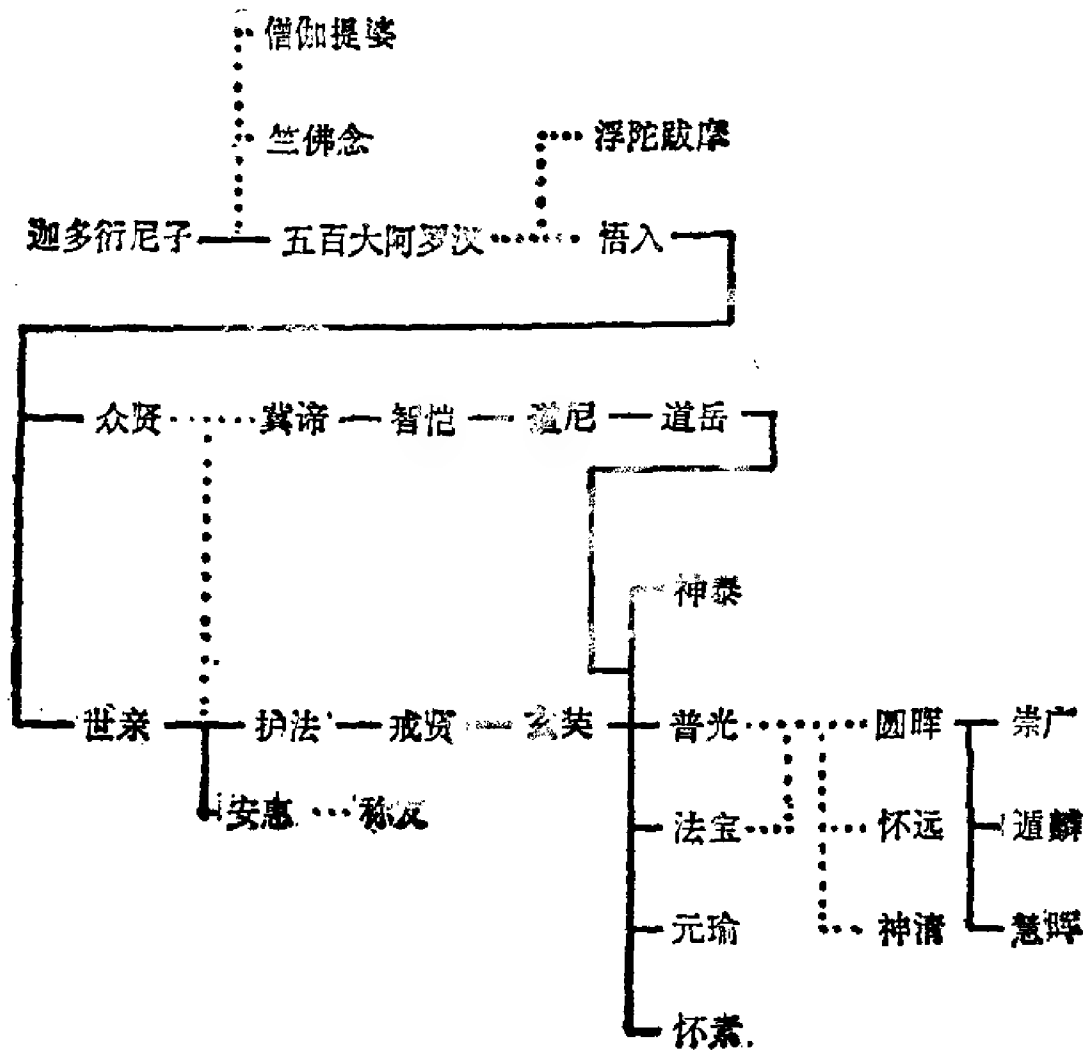 僧伽提婆
竺佛念 浮陀跋摩
迦多衍尼子 五百大阿罗汉 悟入
众贤 真谛 智恺 道尼 道岳
神泰
世亲 护法 戒贤 玄奘 普光 圆晖 崇广
安惠 称友 法宝 怀远 遁麟
元瑜 神清 慧晖
怀素